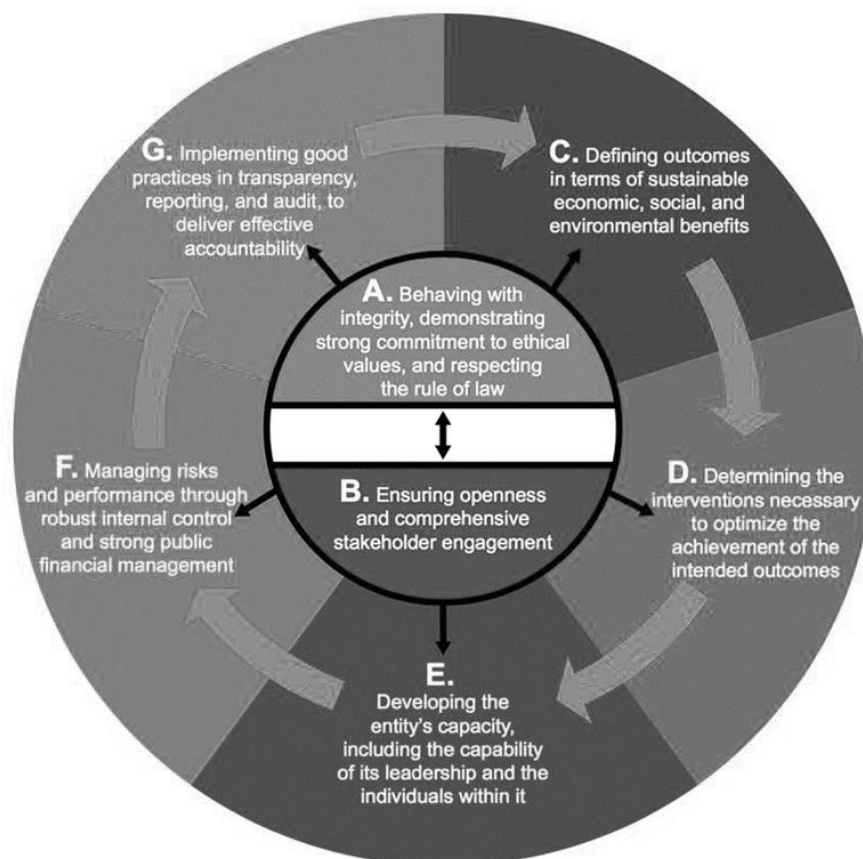 A. Behaving with
integrity, demonstrating
strong commitment to ethical
values, and respecting
the rule of law
B. Ensuring openness
and comprehensive
stakeholder engagement
C. Defining outcomes
in terms of sustainable
economic, social, and
environmental benefits
D. Determining the
interventions necessary
to optimize the
achievement of the
intended outcomes
E.
Developing the
entity's capacity,
including the capability
of its leadership and the
individuals within it
F. Managing risks
and performance through
robust internal control
and strong public
financial management
G. Implementing good
practices in transparency,
reporting, and audit, to
deliver effective
accountability